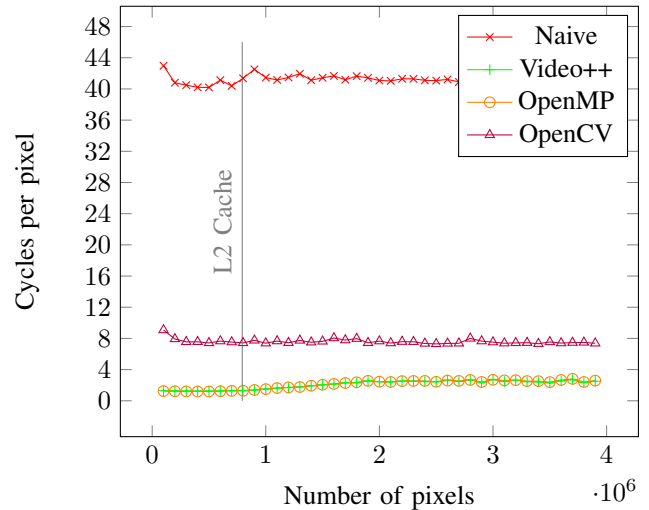 48
44
40
36
32
28
24
20
16
12
8
4
0
Cycles per pixel
L2 Cache
Naive
Video++
OpenMP
OpenCV
0
1
2
3
4
·10^6
Number of pixels